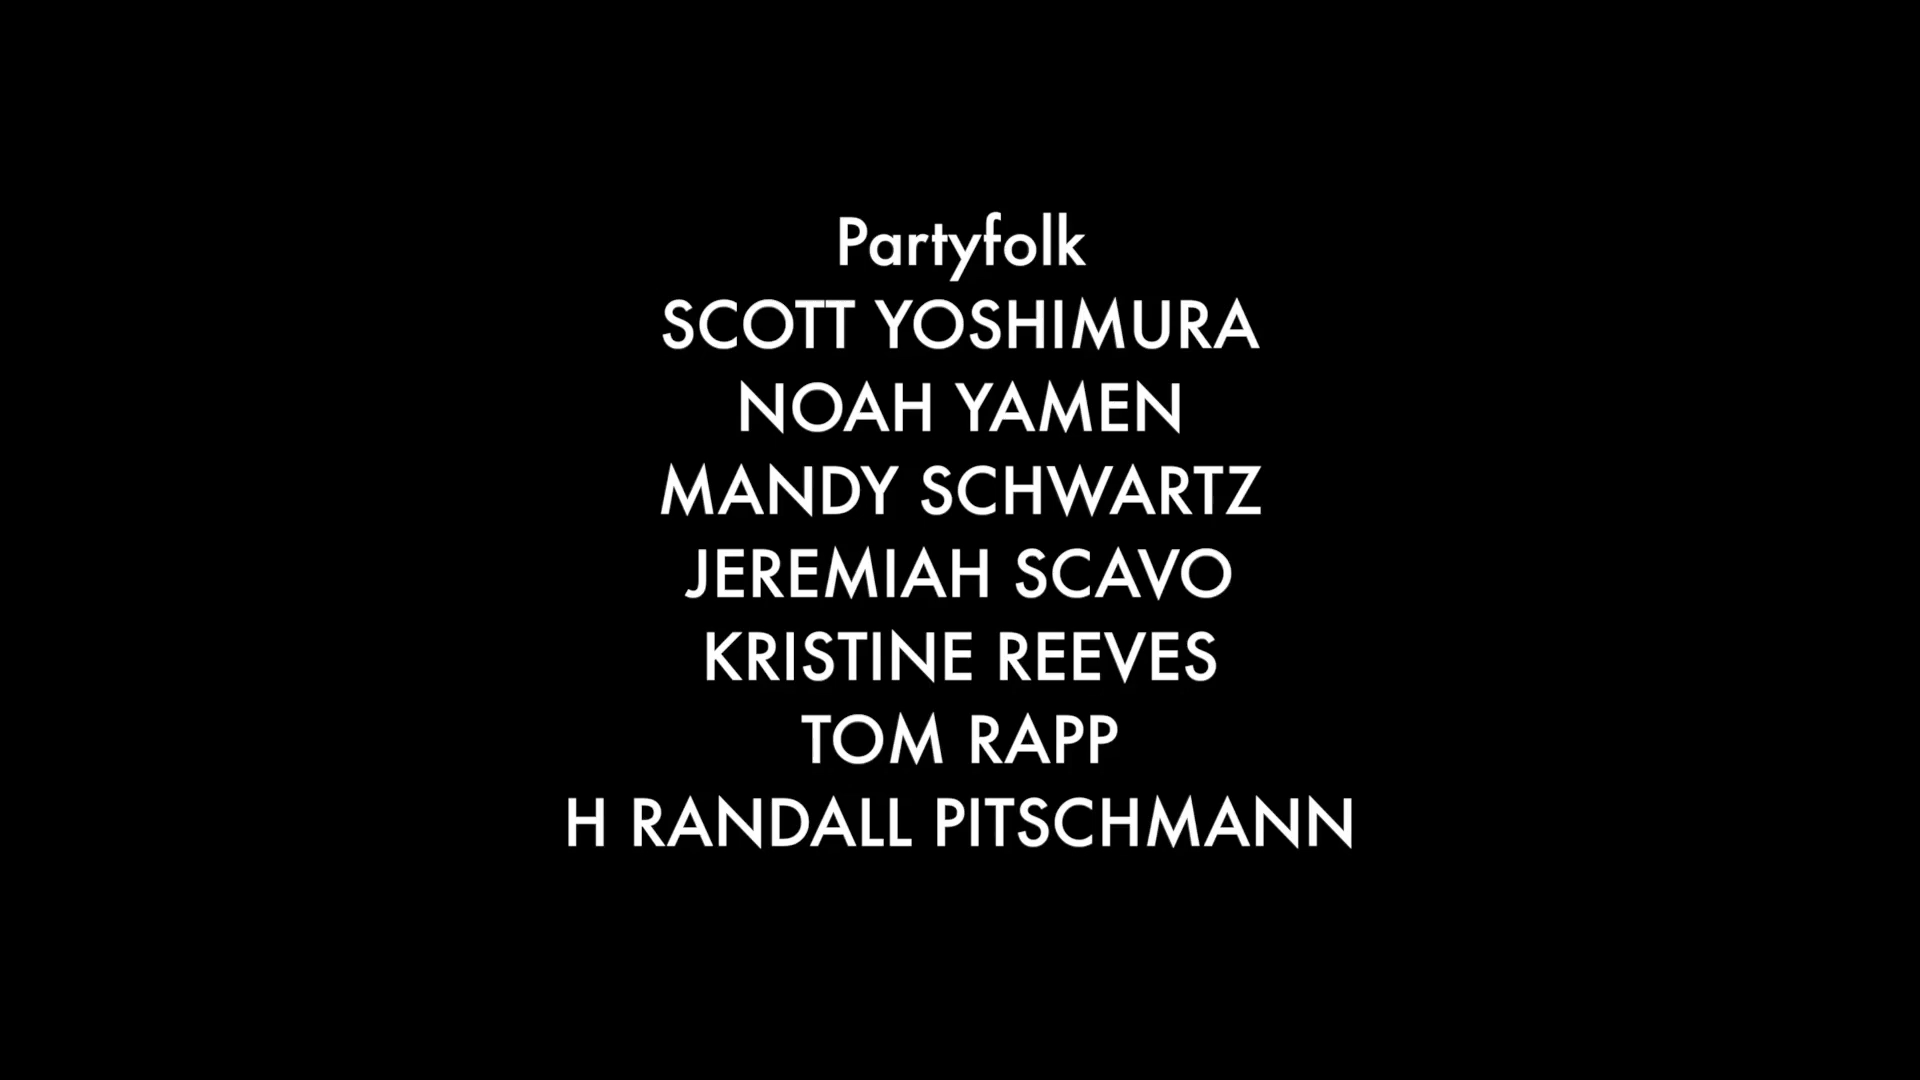 Partyfolk
SCOTT YOSHIMURA
NOAH YAMEN
MANDY SCHWARTZ
JEREMIAH SCAVO
KRISTINE REEVES
TOM RAPP
H RANDALL PITSCHMANN